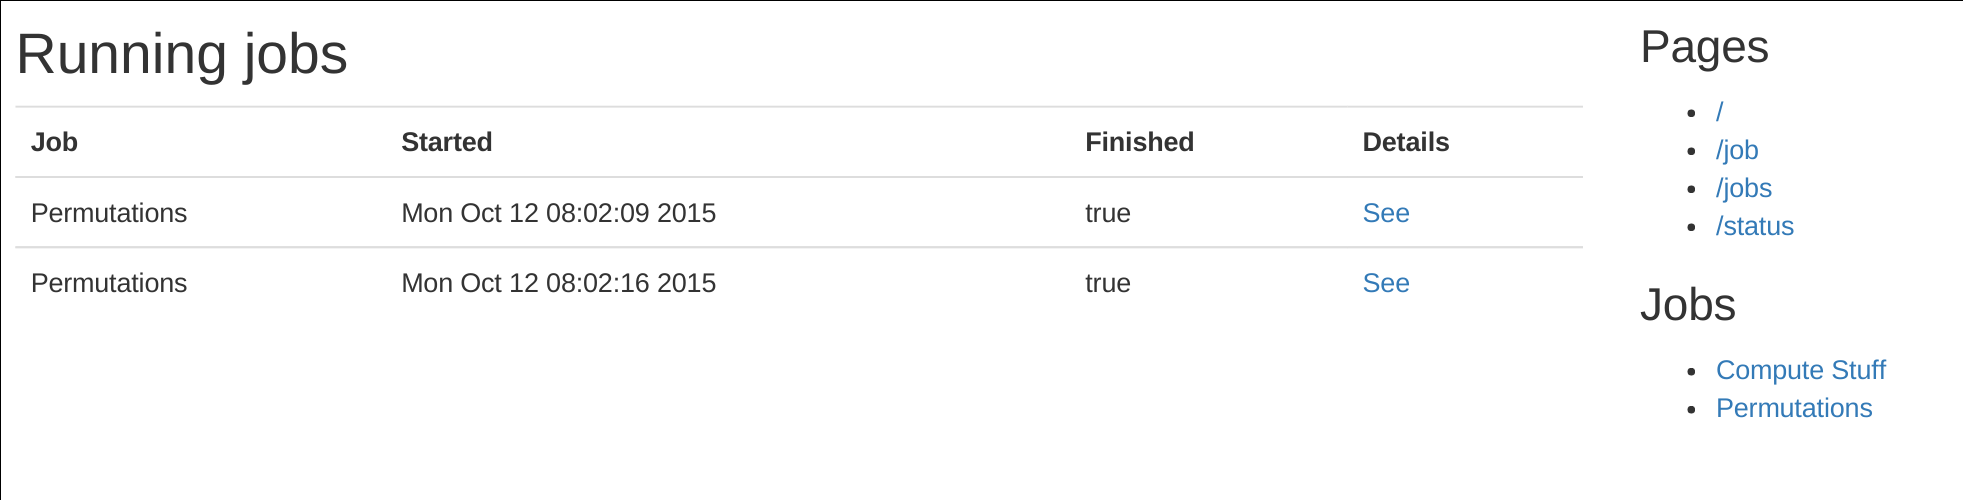 Running jobs
Job Started Finished Details
Permutations Mon Oct 12 08:02:09 2015 true See
Permutations Mon Oct 12 08:02:16 2015 true See
Pages
/
/job
/jobs
/status
Jobs
Compute Stuff
Permutations